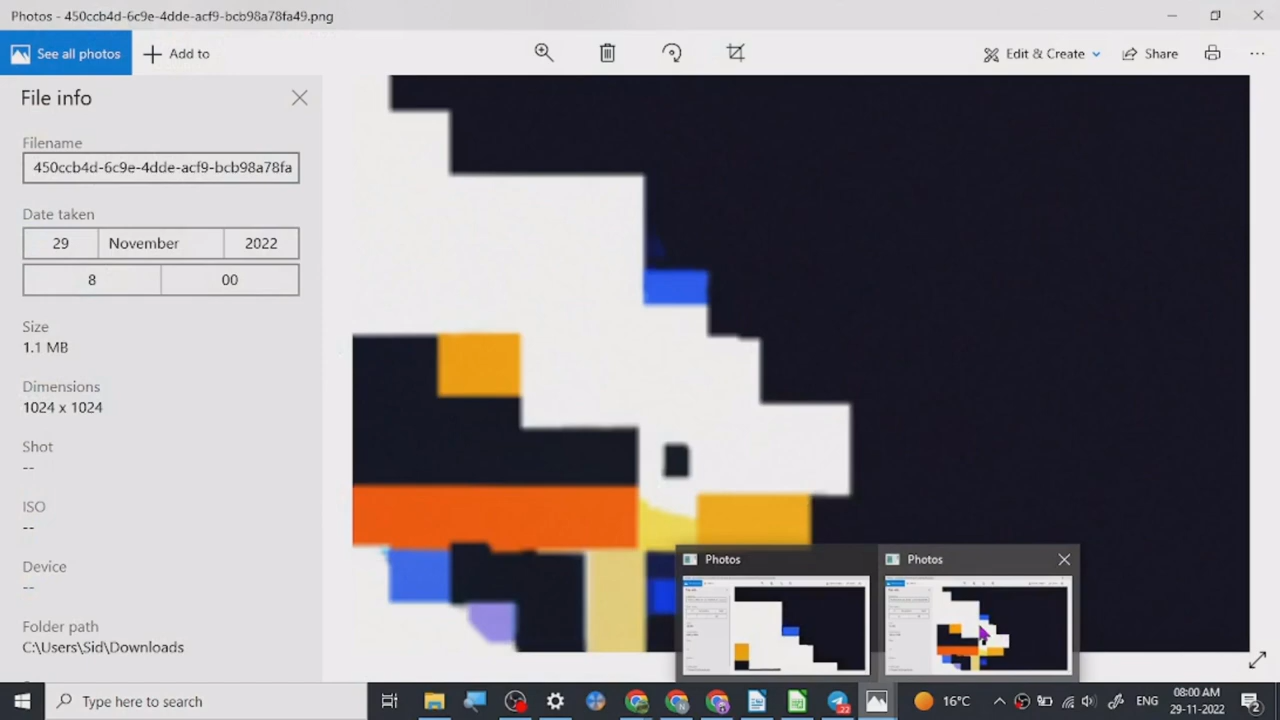 Photos - 450ccb4d-6c9e-4dde-acf9-bcb98a78fa49.png
See all photos
Add to
Edit & Create
Share
File info
Filename
450ccb4d-6c9e-4dde-acf9-bcb98a78fa
Date taken
29 November 2022
8 00
Size
1.1 MB
Dimensions
1024 x 1024
Shot
--
ISO
--
Device
--
Folder path
C:\Users\Sid\Downloads
Photos
Photos
Type here to search
22
16°C
ENG
08:00 AM
29-11-2022
2